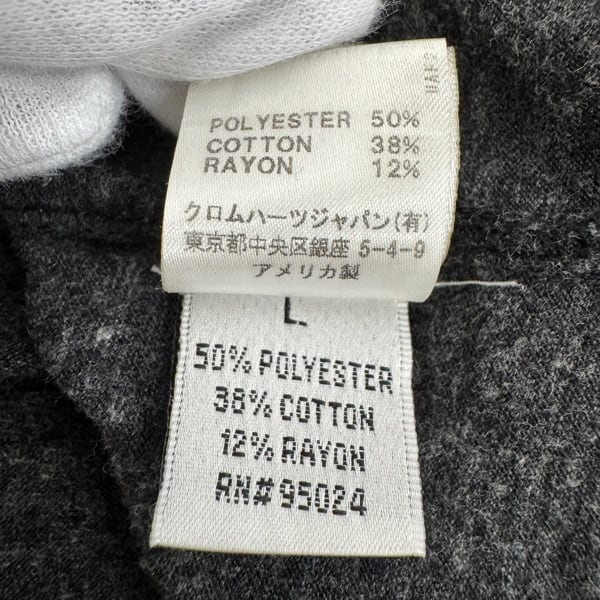 POLYESTER 50%
COTTON 38%
RAYON 12%
クロムハーツジャパン(有)
東京都中央区銀座 5-4-9
アメリカ製
L
50% POLYESTER
38% COTTON
12% RAYON
RN# 95024